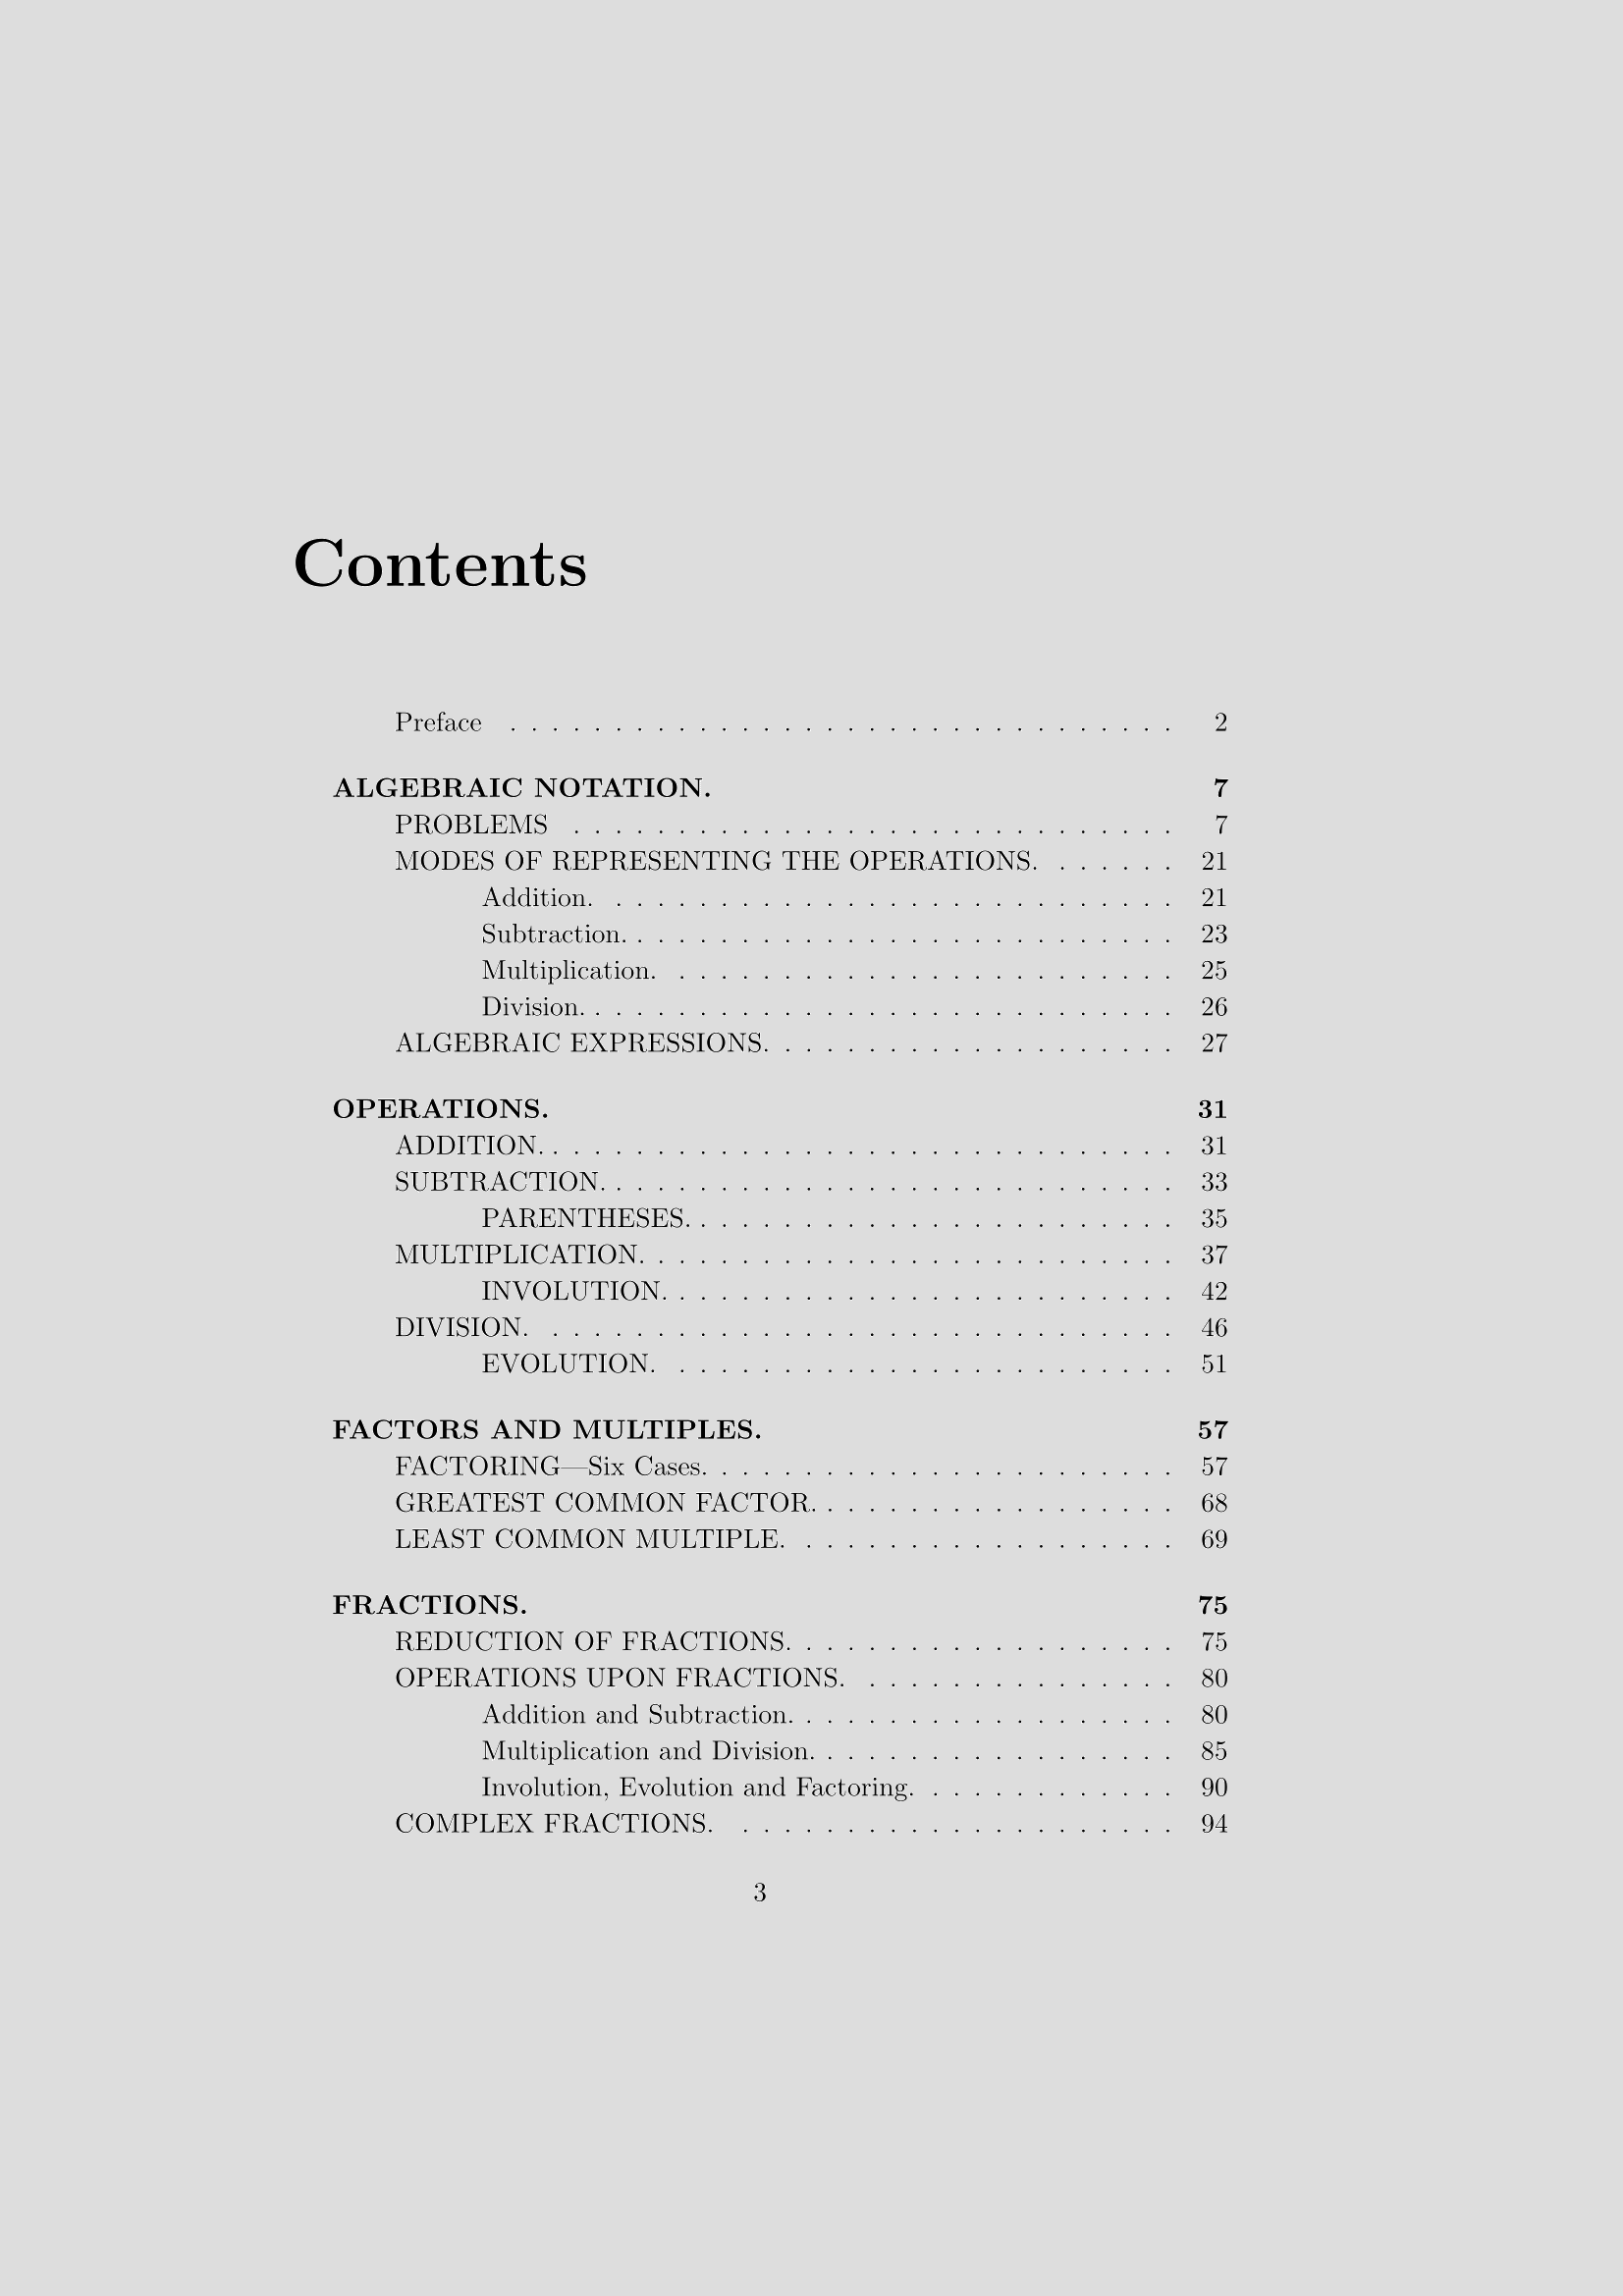 Contents
Preface . . . . . . . . . . . . . . . . . . . . . . . . . . . . . . . . 2
ALGEBRAIC NOTATION. 7
PROBLEMS . . . . . . . . . . . . . . . . . . . . . . . . . . . . . 7
MODES OF REPRESENTING THE OPERATIONS. . . . . . . 21
Addition. . . . . . . . . . . . . . . . . . . . . . . . . . . . 21
Subtraction. . . . . . . . . . . . . . . . . . . . . . . . . . . 23
Multiplication. . . . . . . . . . . . . . . . . . . . . . . . . 25
Division. . . . . . . . . . . . . . . . . . . . . . . . . . . . . 26
ALGEBRAIC EXPRESSIONS. . . . . . . . . . . . . . . . . . . . 27
OPERATIONS. 31
ADDITION. . . . . . . . . . . . . . . . . . . . . . . . . . . . . . . 31
SUBTRACTION. . . . . . . . . . . . . . . . . . . . . . . . . . . . 33
PARENTHESES. . . . . . . . . . . . . . . . . . . . . . . . 35
MULTIPLICATION. . . . . . . . . . . . . . . . . . . . . . . . . . 37
INVOLUTION. . . . . . . . . . . . . . . . . . . . . . . . . 42
DIVISION. . . . . . . . . . . . . . . . . . . . . . . . . . . . . . . 46
EVOLUTION. . . . . . . . . . . . . . . . . . . . . . . . . 51
FACTORS AND MULTIPLES. 57
FACTORING—Six Cases. . . . . . . . . . . . . . . . . . . . . . . 57
GREATEST COMMON FACTOR. . . . . . . . . . . . . . . . . . 68
LEAST COMMON MULTIPLE. . . . . . . . . . . . . . . . . . . 69
FRACTIONS. 75
REDUCTION OF FRACTIONS. . . . . . . . . . . . . . . . . . . 75
OPERATIONS UPON FRACTIONS. . . . . . . . . . . . . . . . 80
Addition and Subtraction. . . . . . . . . . . . . . . . . . . 80
Multiplication and Division. . . . . . . . . . . . . . . . . . 85
Involution, Evolution and Factoring. . . . . . . . . . . . . 90
COMPLEX FRACTIONS. . . . . . . . . . . . . . . . . . . . . . 94
3